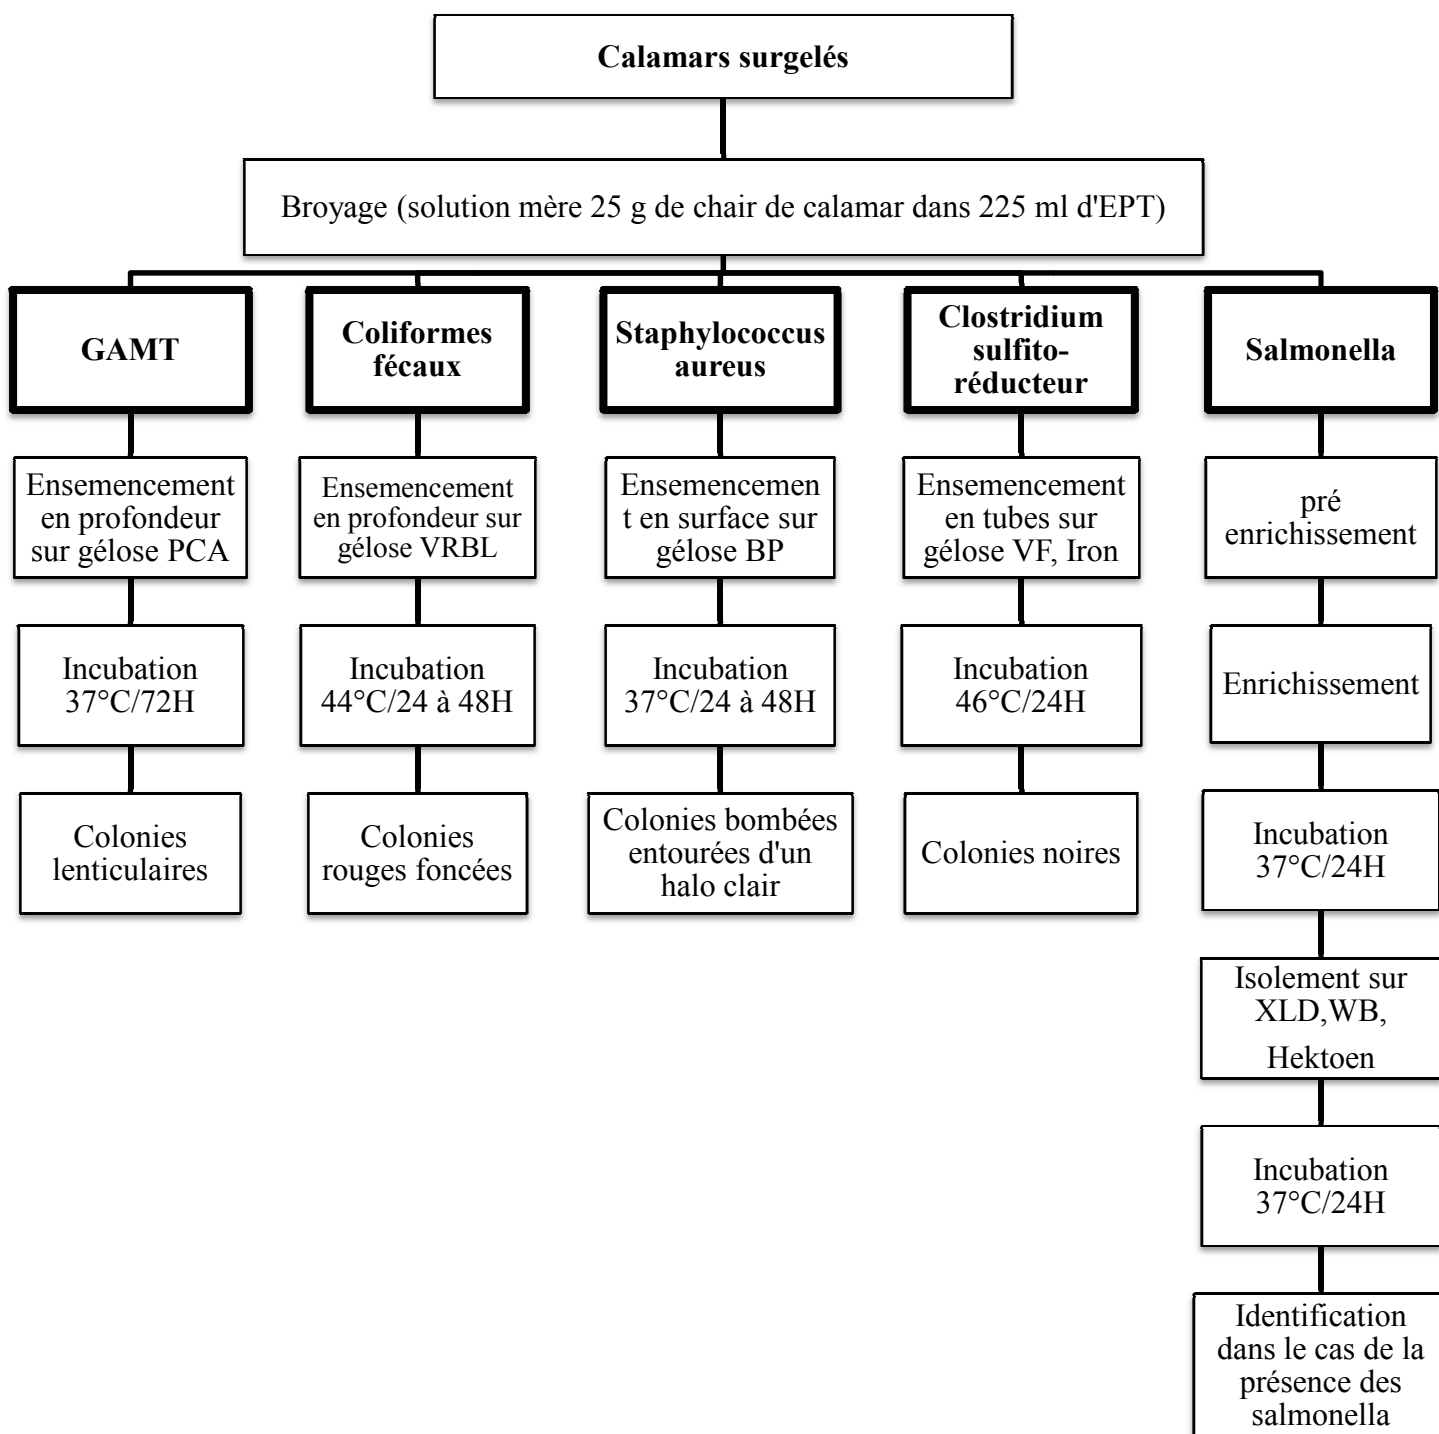 Calamars surgelés
Broyage (solution mère 25 g de chair de calamar dans 225 ml d'EPT)
GAMT
Coliformes
fécaux
Staphylococcus
aureus
Clostridium
sulfito-
réducteur
Salmonella
Ensemencement
en profondeur
sur gélose PCA
Ensemencement
en profondeur sur
gélose VRBL
Ensemencemen
t en surface sur
gélose BP
Ensemencement
en tubes sur
gélose VF, Iron
pré
enrichissement
Incubation
37°C/72H
Incubation
44°C/24 à 48H
Incubation
37°C/24 à 48H
Incubation
46°C/24H
Enrichissement
Colonies
lenticulaires
Colonies
rouges foncées
Colonies bombées
entourées d'un
halo clair
Colonies noires
Incubation
37°C/24H
Isolement sur
XLD,WB,
Hektoen
Incubation
37°C/24H
Identification
dans le cas de la
présence des
salmonella